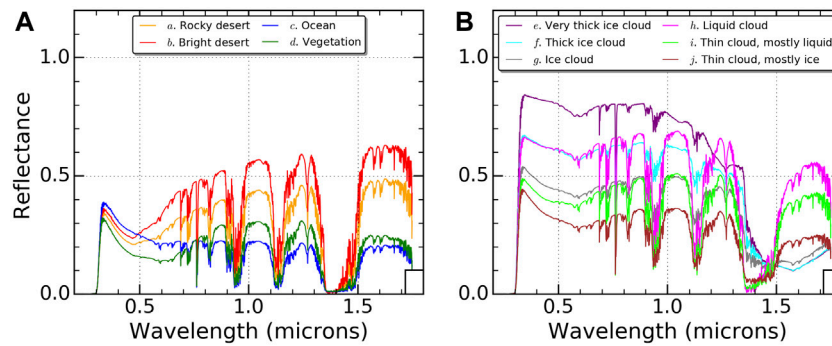 A
a. Rocky desert
b. Bright desert
c. Ocean
d. Vegetation
1.0
0.5
0.0
Reflectance
0.5
1.0
1.5
Wavelength (microns)
B
e. Very thick ice cloud
f. Thick ice cloud
g. Ice cloud
h. Liquid cloud
i. Thin cloud, mostly liquid
j. Thin cloud, mostly ice
1.0
0.5
0.0
0.5
1.0
1.5
Wavelength (microns)